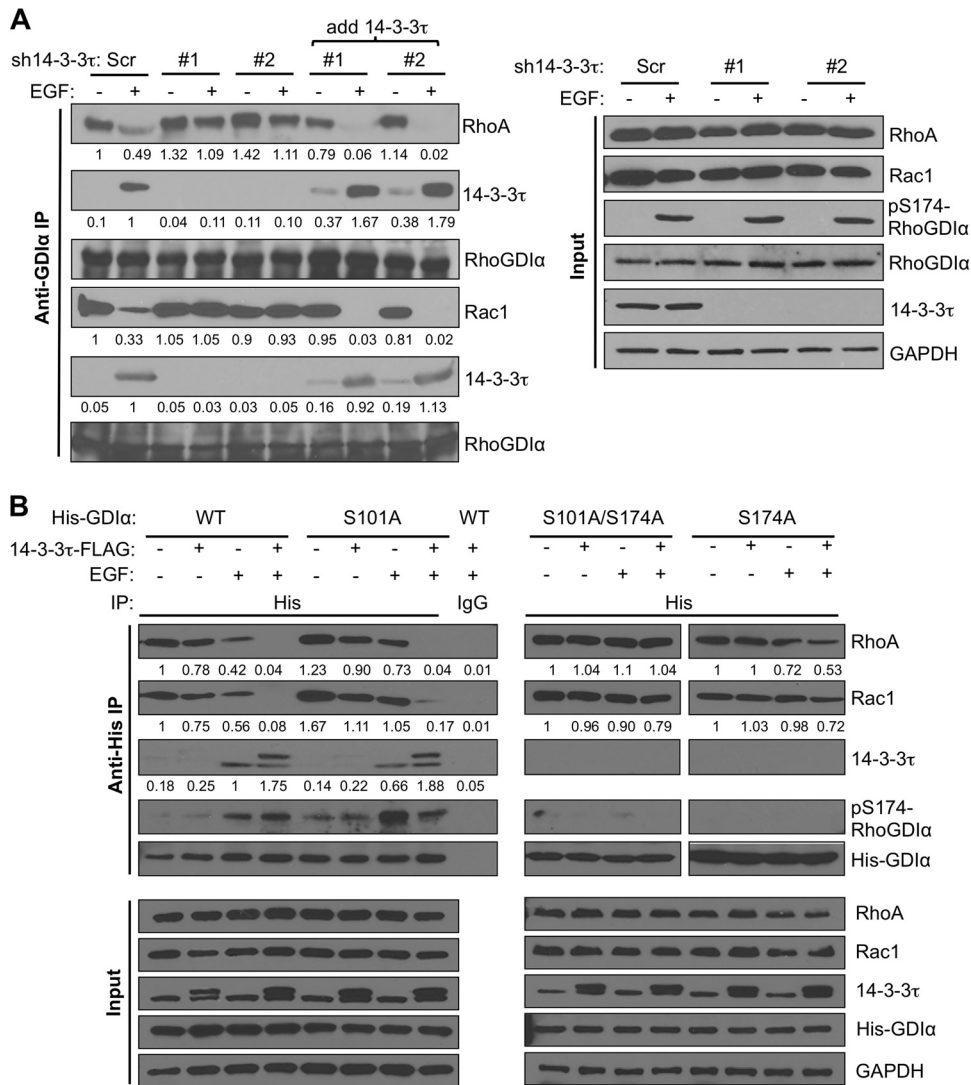 A
add 14-3-3τ
sh14-3-3τ: Scr #1 #2 #1 #2
EGF: - + - + - + - + - +
Anti-GDIα IP
RhoA
1 0.49 1.32 1.09 1.42 1.11 0.79 0.06 1.14 0.02
14-3-3τ
0.1 1 0.04 0.11 0.11 0.10 0.37 1.67 0.38 1.79
RhoGDIα
Rac1
1 0.33 1.05 1.05 0.9 0.93 0.95 0.03 0.81 0.02
14-3-3τ
0.05 1 0.05 0.03 0.03 0.05 0.16 0.92 0.19 1.13
RhoGDIα
sh14-3-3τ: Scr #1 #2
EGF: - + - + - +
Input
RhoA
Rac1
pS174-
RhoGDIα
RhoGDIα
14-3-3τ
GAPDH
B
His-GDIα: WT S101A WT S101A/S174A S174A
14-3-3τ-FLAG: - + - + - + - + + - + - + - + - +
EGF: - - + + - - + + + - - + + - - + +
IP: His IgG His
Anti-His IP
RhoA
1 0.78 0.42 0.04 1.23 0.90 0.73 0.04 0.01 1 1.04 1.1 1.04 1 1 0.72 0.53
Rac1
1 0.75 0.56 0.08 1.67 1.11 1.05 0.17 0.01 1 0.96 0.90 0.79 1 1.03 0.98 0.72
14-3-3τ
0.18 0.25 1 1.75 0.14 0.22 0.66 1.88 0.05
pS174-
RhoGDIα
His-GDIα
Input
RhoA
Rac1
14-3-3τ
His-GDIα
GAPDH